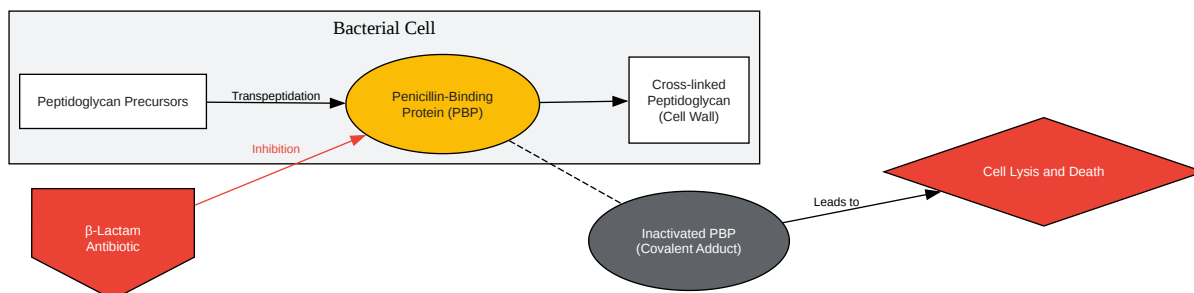 Bacterial Cell
Peptidoglycan Precursors
Transpeptidation
Penicillin-Binding
Protein (PBP)
Cross-linked
Peptidoglycan
(Cell Wall)
Inhibition
β-Lactam
Antibiotic
Inactivated PBP
(Covalent Adduct)
Leads to
Cell Lysis and Death